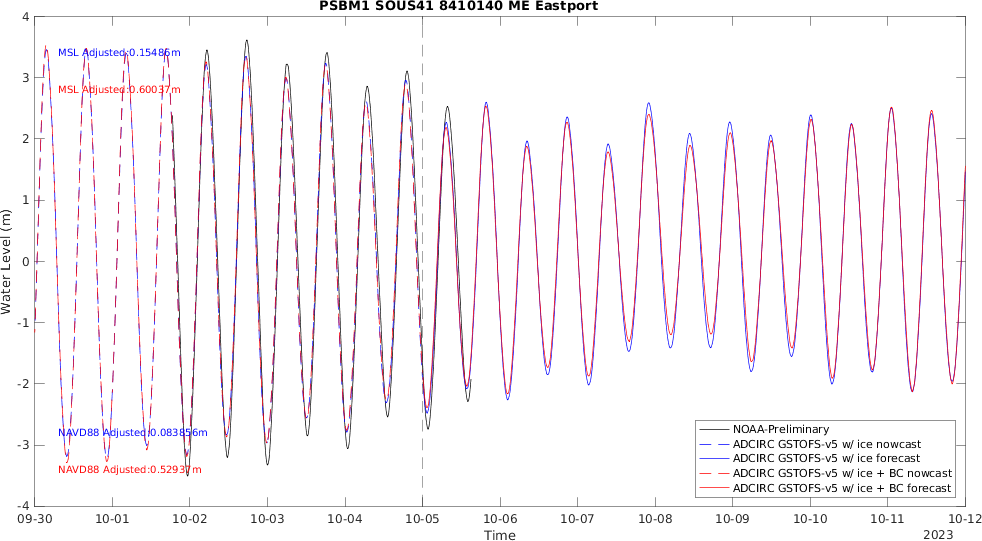 PSBM1 SOUS41 8410140 ME Eastport
4
MSL Adjusted:0.15485m
3
MSL Adjusted:0.60037m
2
1
0
-1
-2
NAVD88 Adjusted:0.083856m
-3
NAVD88 Adjusted:0.52937m
-4
Water Level (m)
NOAA-Preliminary
ADCIRC GSTOFS-v5 w/ ice nowcast
ADCIRC GSTOFS-v5 w/ ice forecast
ADCIRC GSTOFS-v5 w/ ice + BC nowcast
ADCIRC GSTOFS-v5 w/ ice + BC forecast
09-30 10-01 10-02 10-03 10-04 10-05 10-06 10-07 10-08 10-09 10-10 10-11 10-12
Time
2023